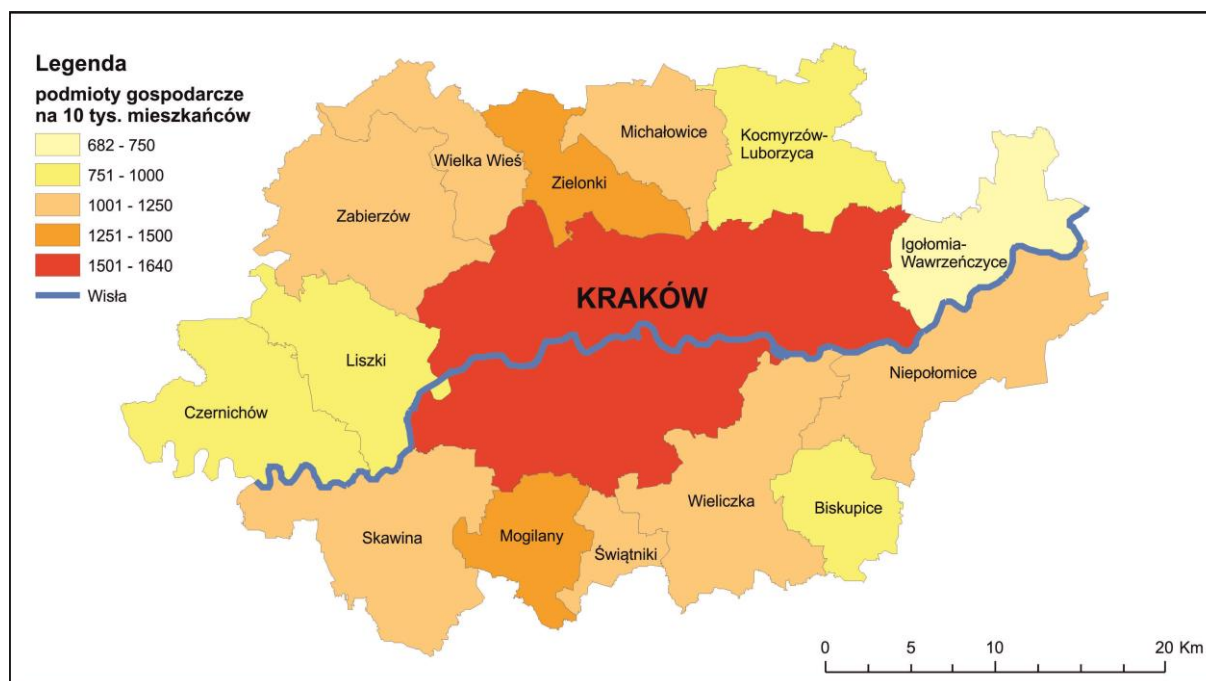 Legenda
podmioty gospodarcze
na 10 tys. mieszkańców
682 - 750
751 - 1000
1001 - 1250
1251 - 1500
1501 - 1640
Wisła
Michałowice
Kocmyrzów-
Luborzyca
Wielka Wieś
Zielonki
Zabierzów
Igołomia-
Wawrzeńczyce
KRAKÓW
Liszki
Niepołomice
Czernichów
Wieliczka
Biskupice
Skawina
Mogilany
Świątniki
0 5 10 20 Km